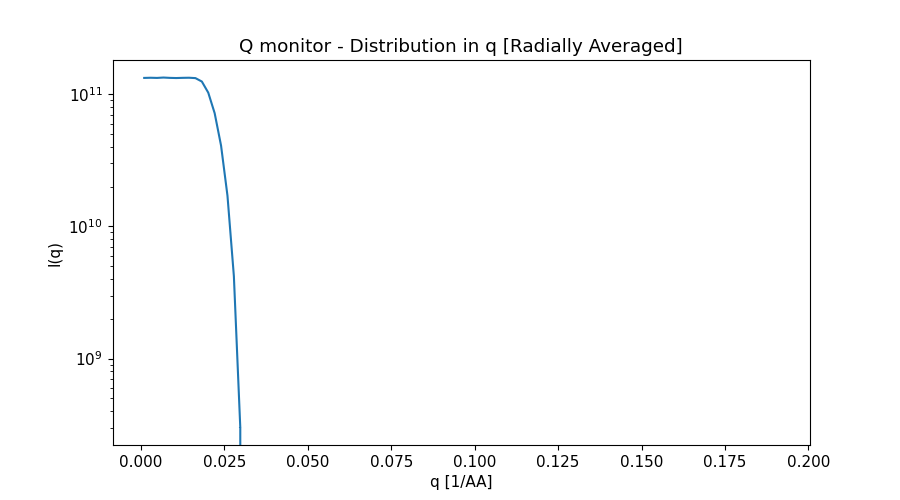 Q monitor - Distribution in q [Radially Averaged]
10¹¹
10¹⁰
10⁹
I(q)
0.000 0.025 0.050 0.075 0.100 0.125 0.150 0.175 0.200
q [1/AA]